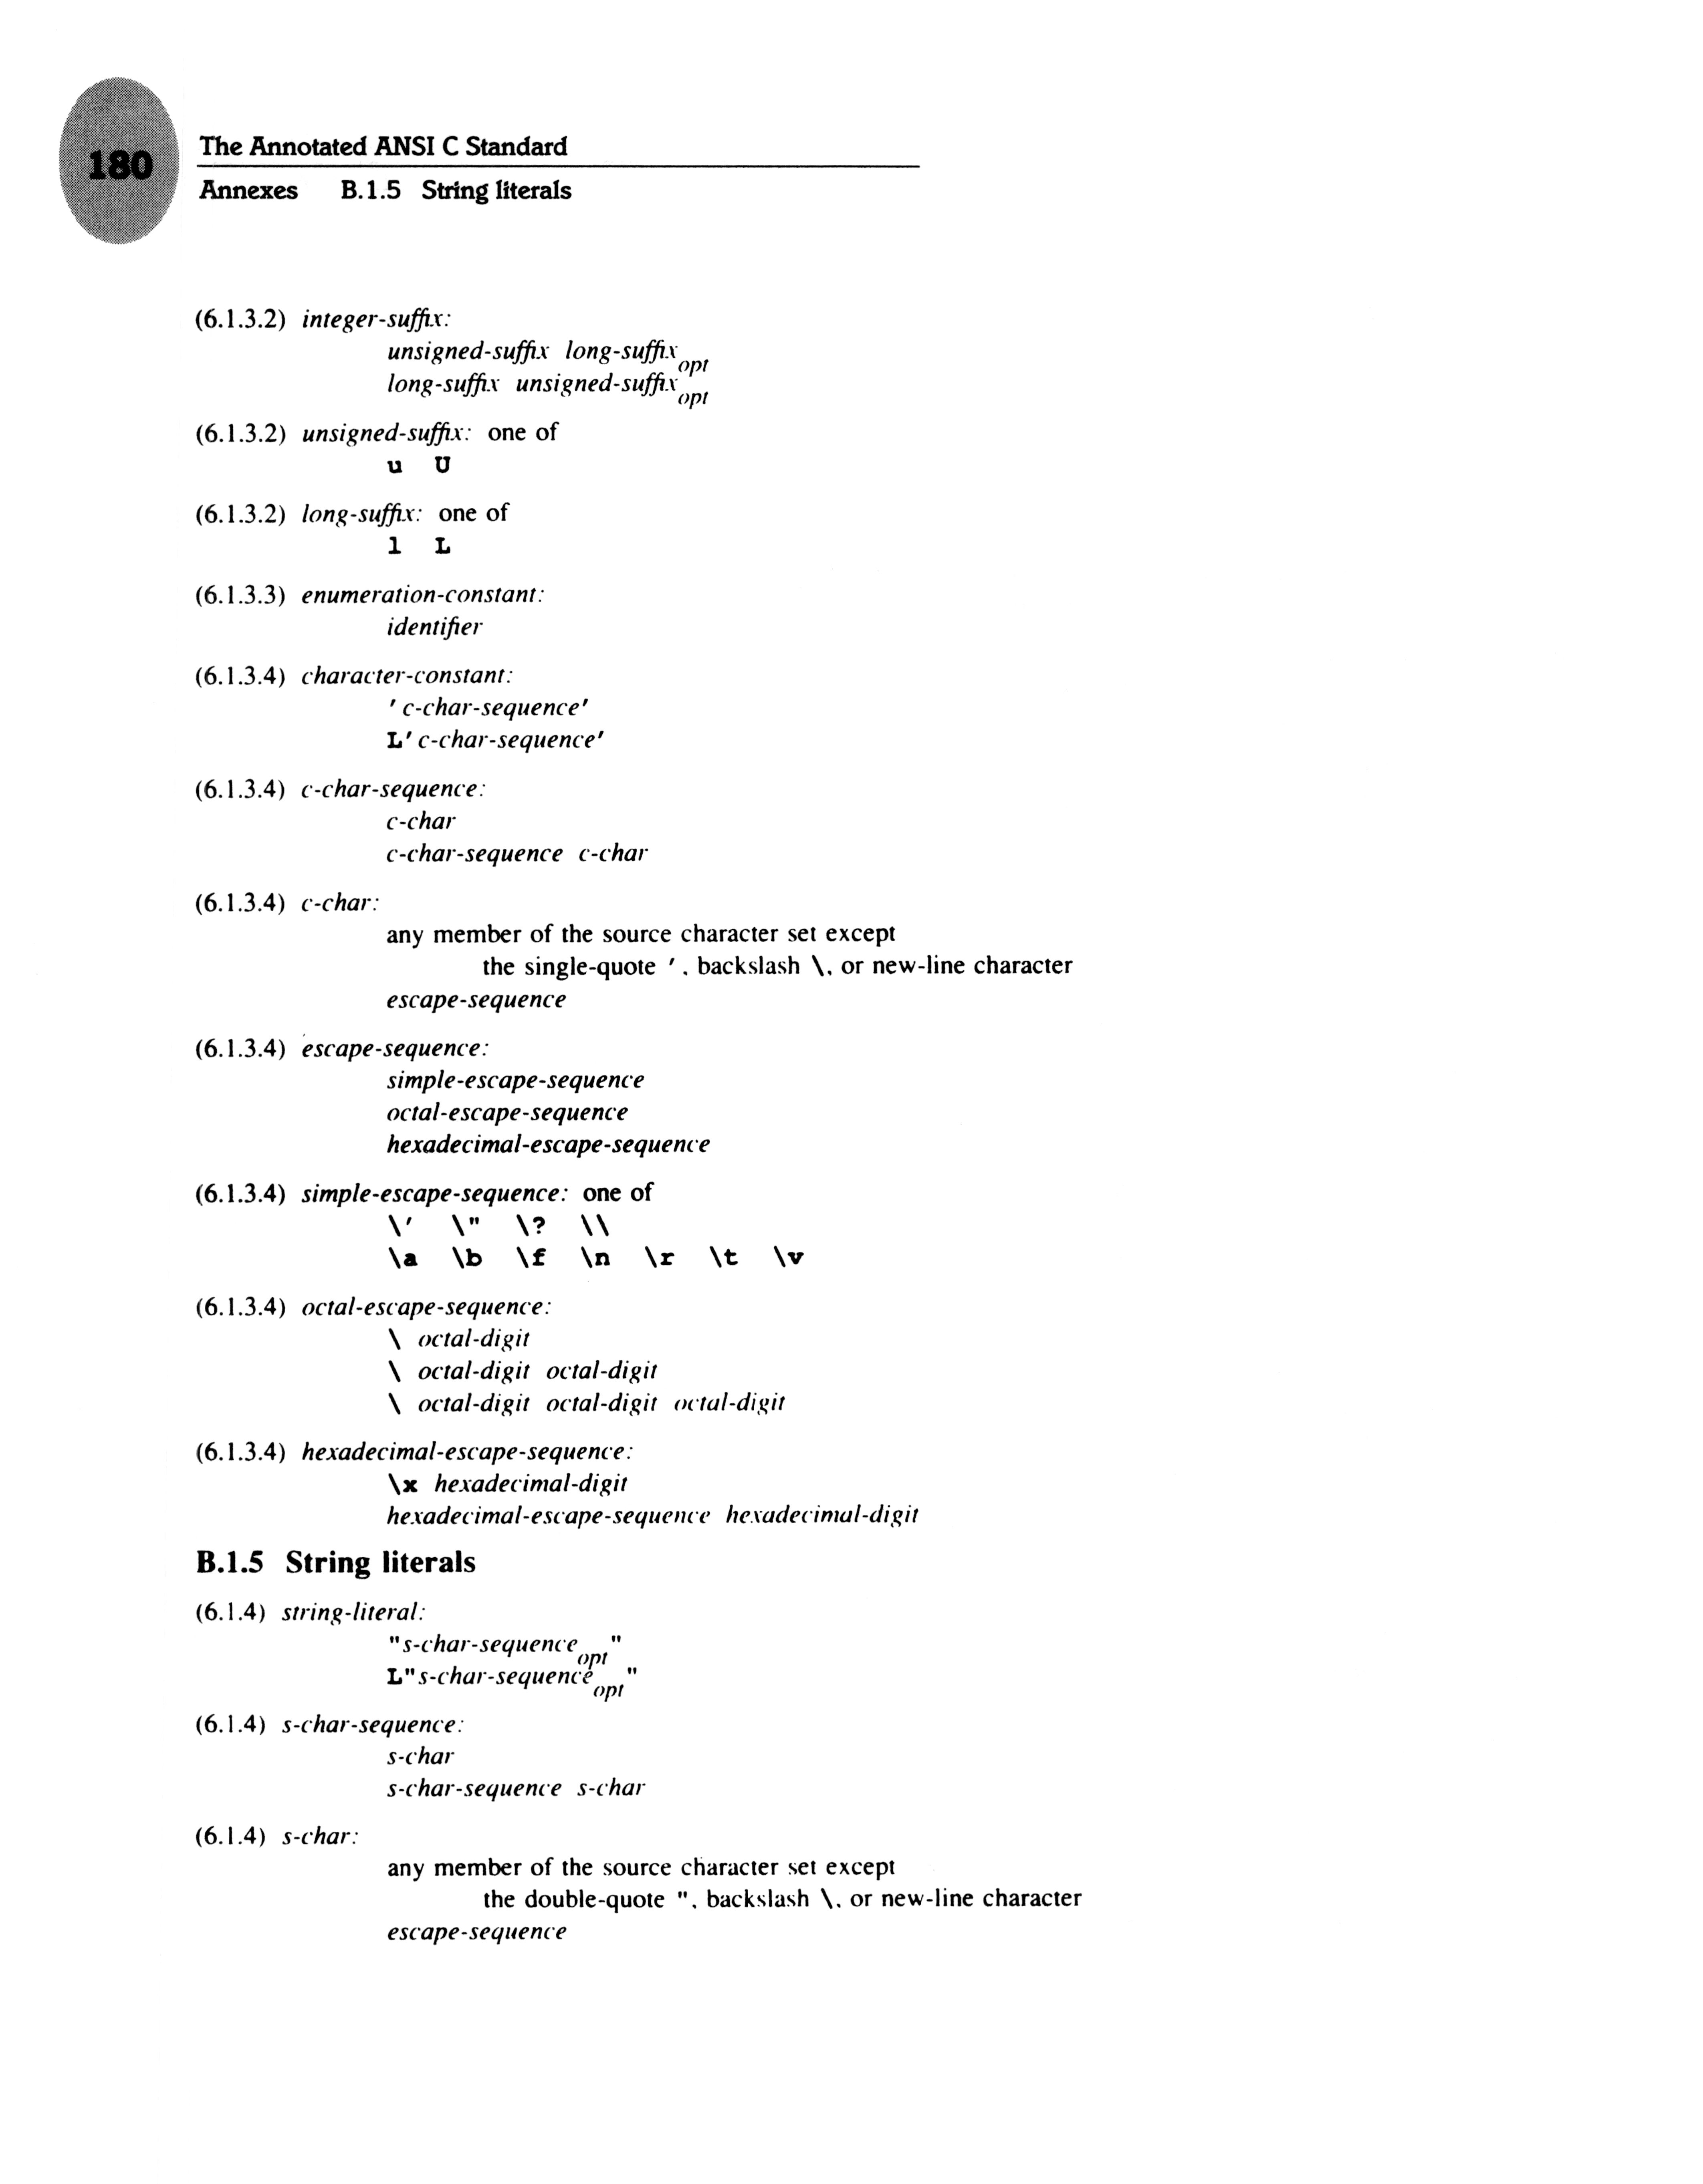 180
The Annotated ANSI C Standard
Annexes B.1.5 String literals
(6.1.3.2) integer-suffix:
unsigned-suffix long-suffix opt
long-suffix unsigned-suffix opt
(6.1.3.2) unsigned-suffix: one of
u U
(6.1.3.2) long-suffix: one of
l L
(6.1.3.3) enumeration-constant:
identifier
(6.1.3.4) character-constant:
' c-char-sequence'
L' c-char-sequence'
(6.1.3.4) c-char-sequence:
c-char
c-char-sequence c-char
(6.1.3.4) c-char:
any member of the source character set except
the single-quote ', backslash \, or new-line character
escape-sequence
(6.1.3.4) escape-sequence:
simple-escape-sequence
octal-escape-sequence
hexadecimal-escape-sequence
(6.1.3.4) simple-escape-sequence: one of
\' \" \? \\
\a \b \f \n \r \t \v
(6.1.3.4) octal-escape-sequence:
\ octal-digit
\ octal-digit octal-digit
\ octal-digit octal-digit octal-digit
(6.1.3.4) hexadecimal-escape-sequence:
\x hexadecimal-digit
hexadecimal-escape-sequence hexadecimal-digit
B.1.5 String literals
(6.1.4) string-literal:
"s-char-sequence opt "
L"s-char-sequence opt "
(6.1.4) s-char-sequence:
s-char
s-char-sequence s-char
(6.1.4) s-char:
any member of the source character set except
the double-quote ", backslash \, or new-line character
escape-sequence